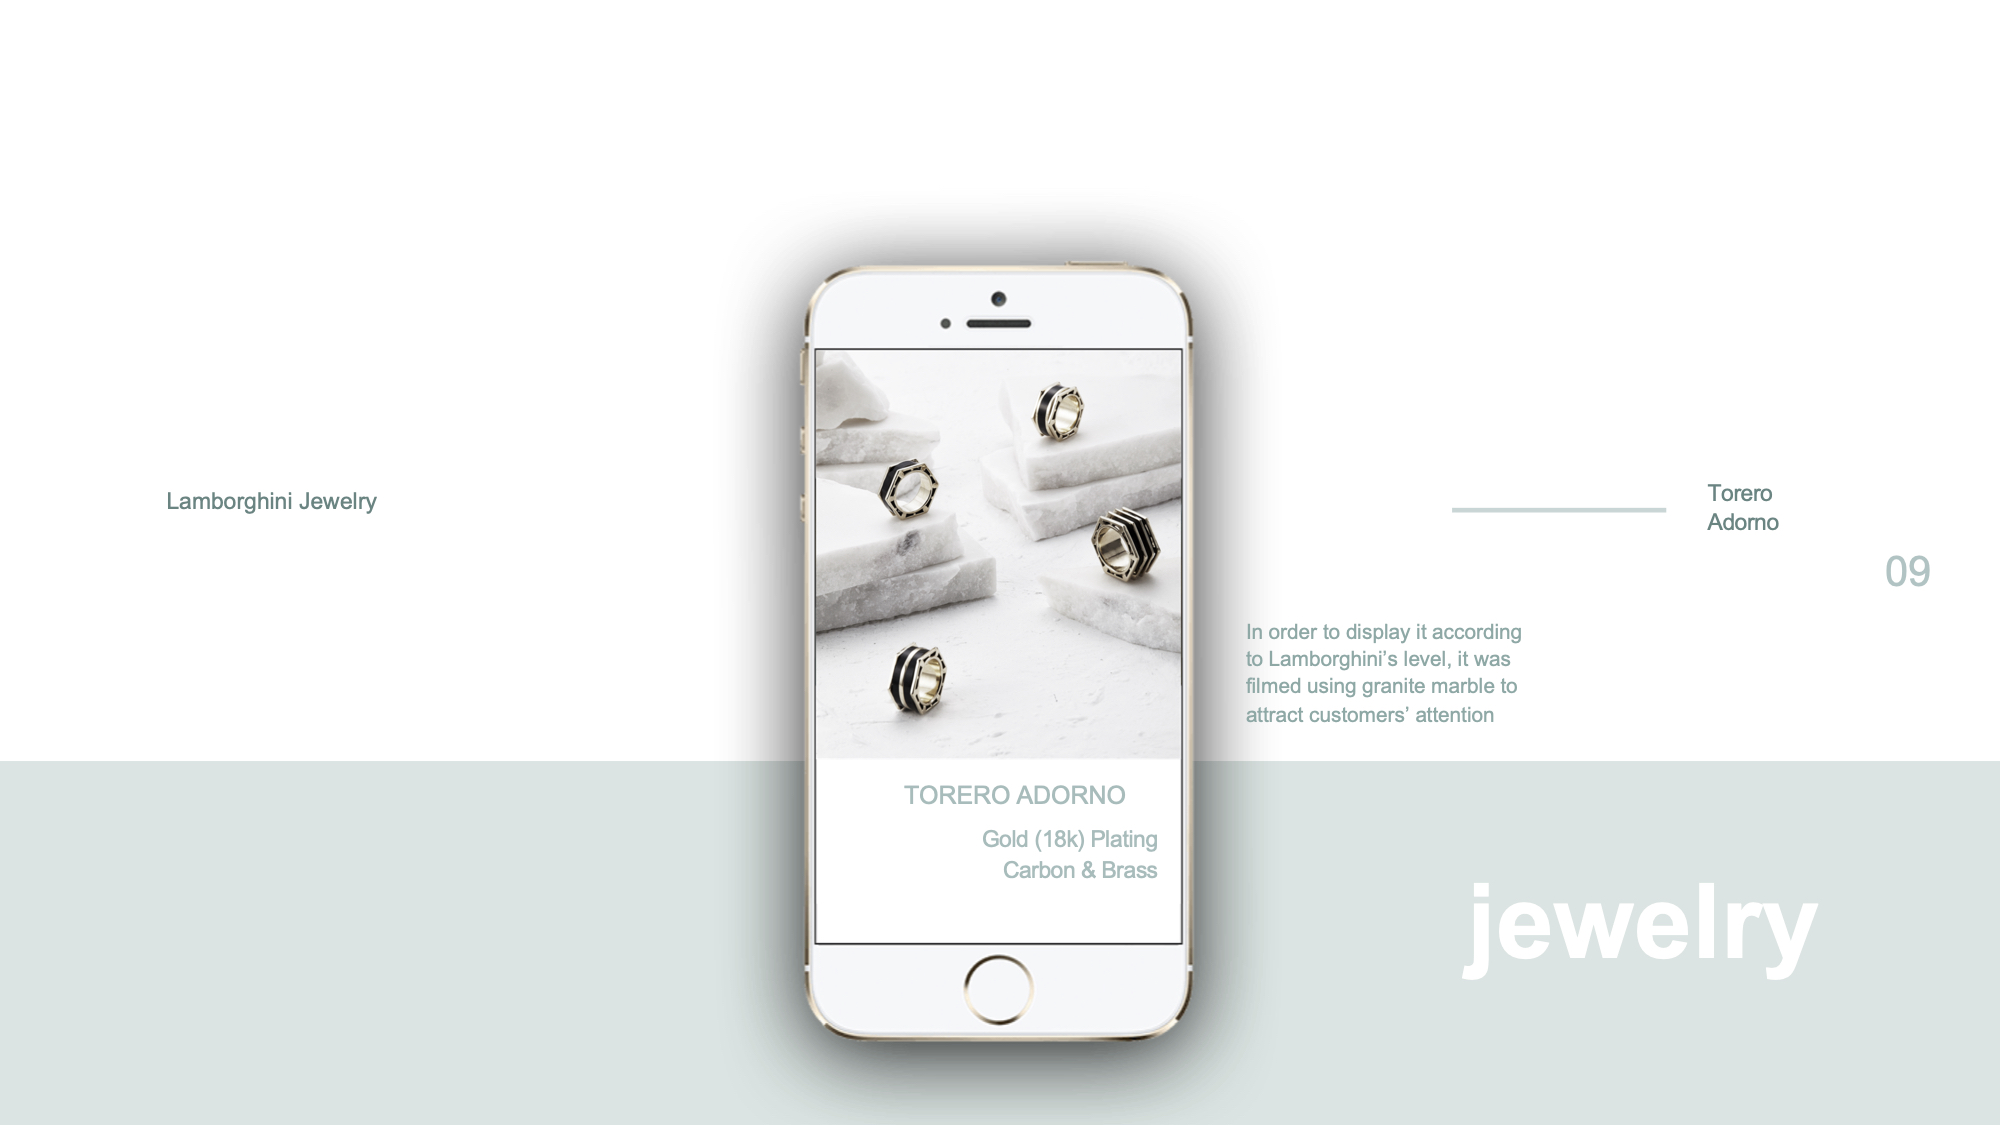 Lamborghini Jewelry
Torero
Adorno
09
In order to display it according
to Lamborghini’s level, it was
filmed using granite marble to
attract customers’ attention
TORERO ADORNO
Gold (18k) Plating
Carbon & Brass
jewelry